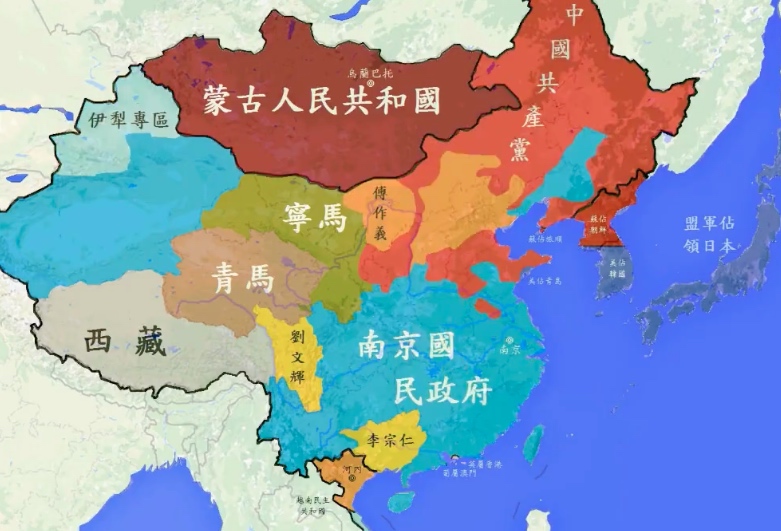 中國共產黨
烏蘭巴托
蒙古人民共和國
伊犁專區
傅作義
寧馬
青馬
西藏
劉文輝
南京國
民政府
南京
李宗仁
河內
越南民主
共和國
英屬香港
葡屬澳門
蘇佔旅順
蘇佔
朝鮮
美佔
韓國
美佔青島
盟軍佔
領日本